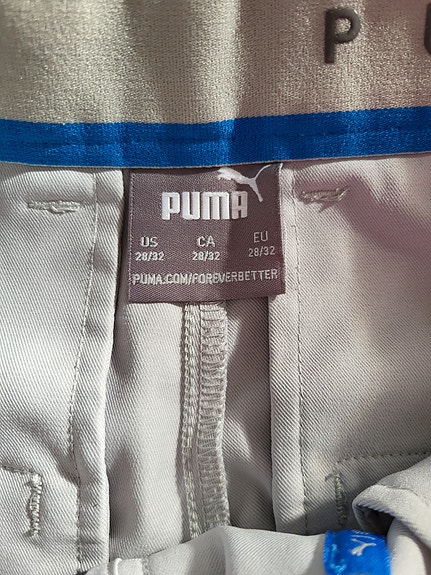 P
PUMA
US CA EU
28/32 28/32 28/32
PUMA.COM/FOREVERBETTER